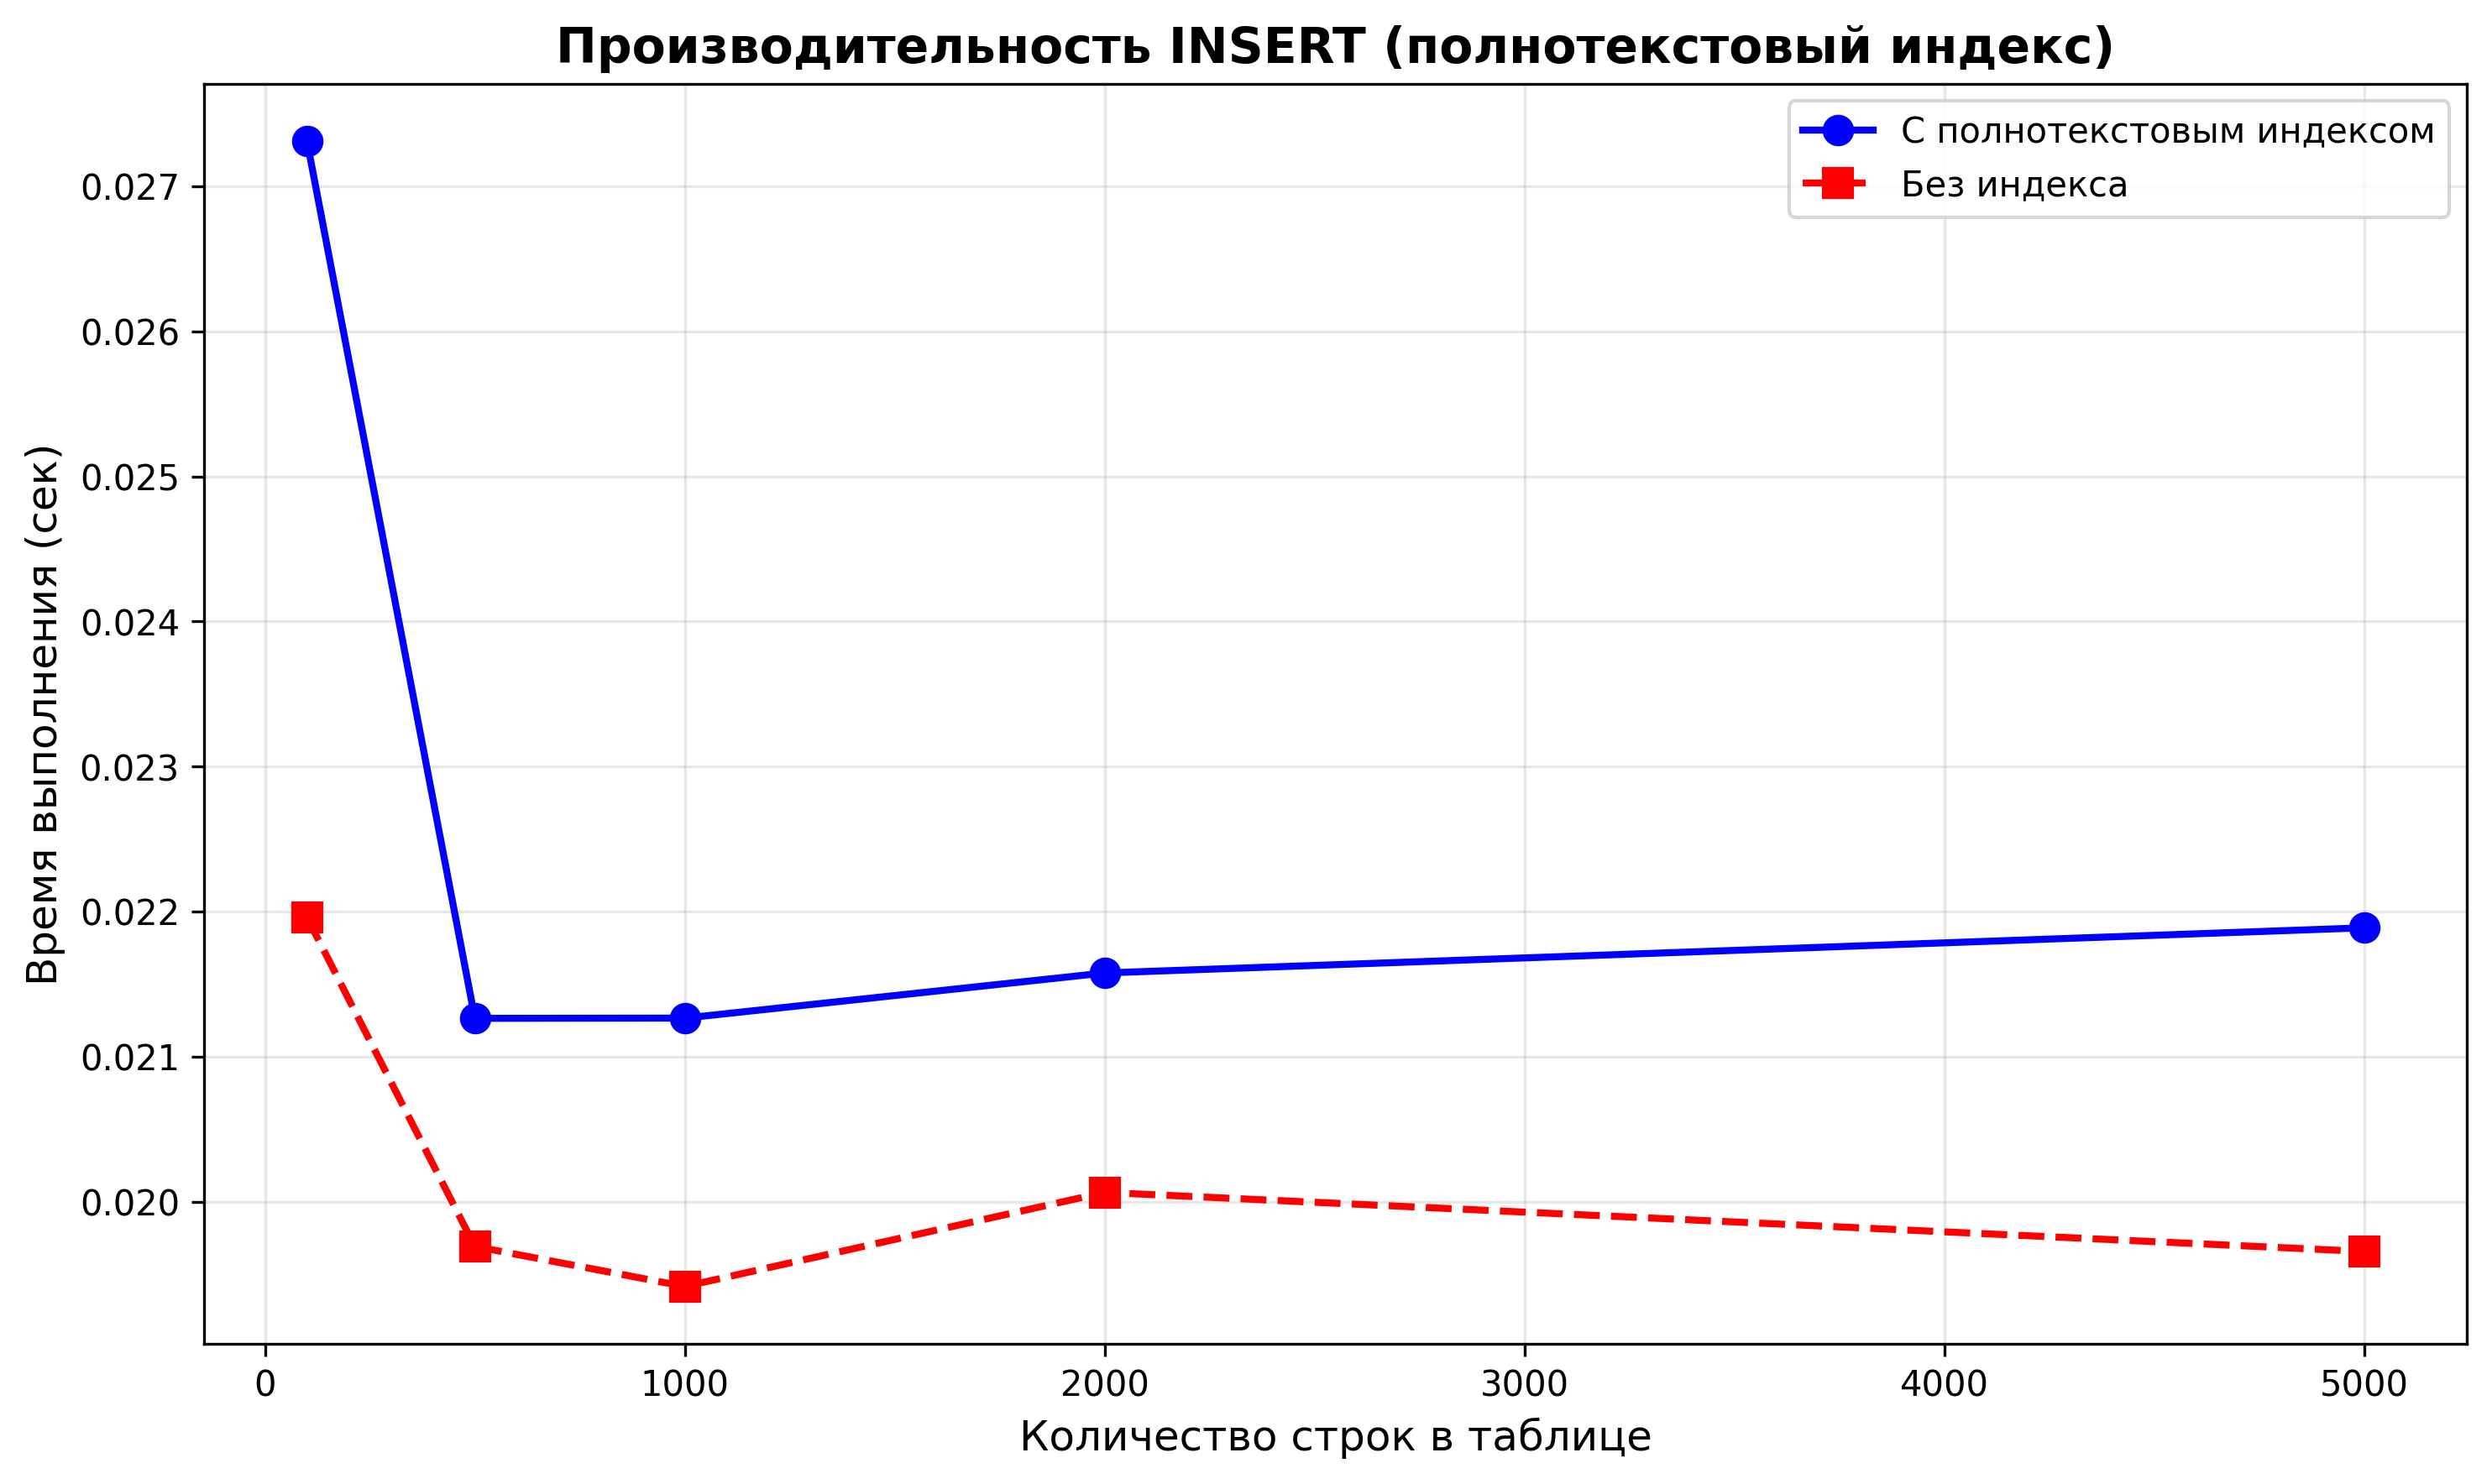 Производительность INSERT (полнотекстовый индекс)
С полнотекстовым индексом
Без индекса
Время выполнения (сек)
0.027
0.026
0.025
0.024
0.023
0.022
0.021
0.020
0 1000 2000 3000 4000 5000
Количество строк в таблице